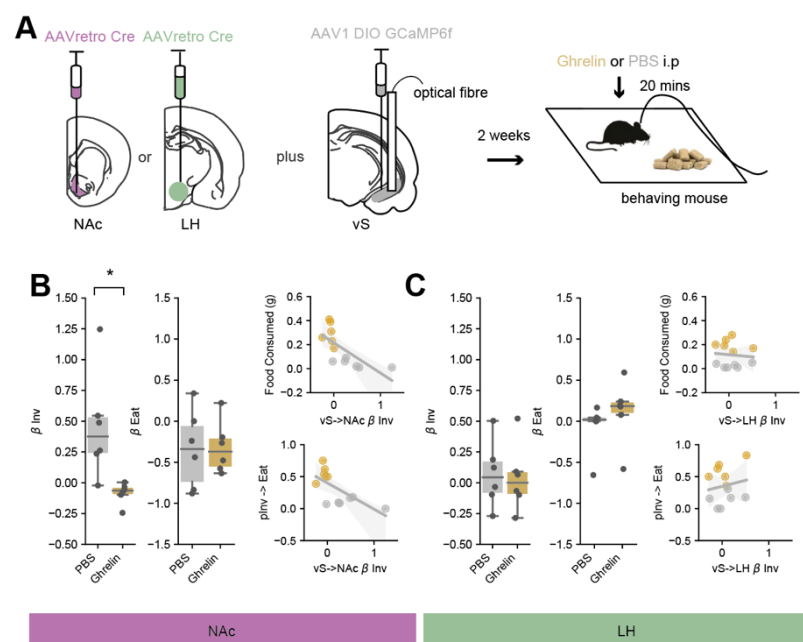 A
AAVretro Cre
AAVretro Cre
AAV1 DIO GCaMP6f
Ghrelin or PBS i.p
20 mins
optical fibre
or
plus
2 weeks
NAc
LH
vS
behaving mouse
B
*
β Inv
1.50
1.25
1.00
0.75
0.50
0.25
0.00
−0.25
−0.50
PBS
Ghrelin
β Eat
1.5
1.0
0.5
0.0
−0.5
−1.0
−1.5
PBS
Ghrelin
Food Consumed (g)
0.6
0.4
0.2
0.0
−0.2
0
1
vS->NAc β Inv
pInv -> Eat
1.0
0.5
0.0
−0.5
0
1
vS->NAc β Inv
C
β Inv
1.50
1.25
1.00
0.75
0.50
0.25
0.00
−0.25
−0.50
PBS
Ghrelin
β Eat
1.5
1.0
0.5
0.0
−0.5
−1.0
−1.5
PBS
Ghrelin
Food Consumed (g)
0.6
0.4
0.2
0.0
−0.2
0
1
vS->LH β Inv
pInv -> Eat
1.0
0.5
0.0
−0.5
0
1
vS->LH β Inv
NAc
LH